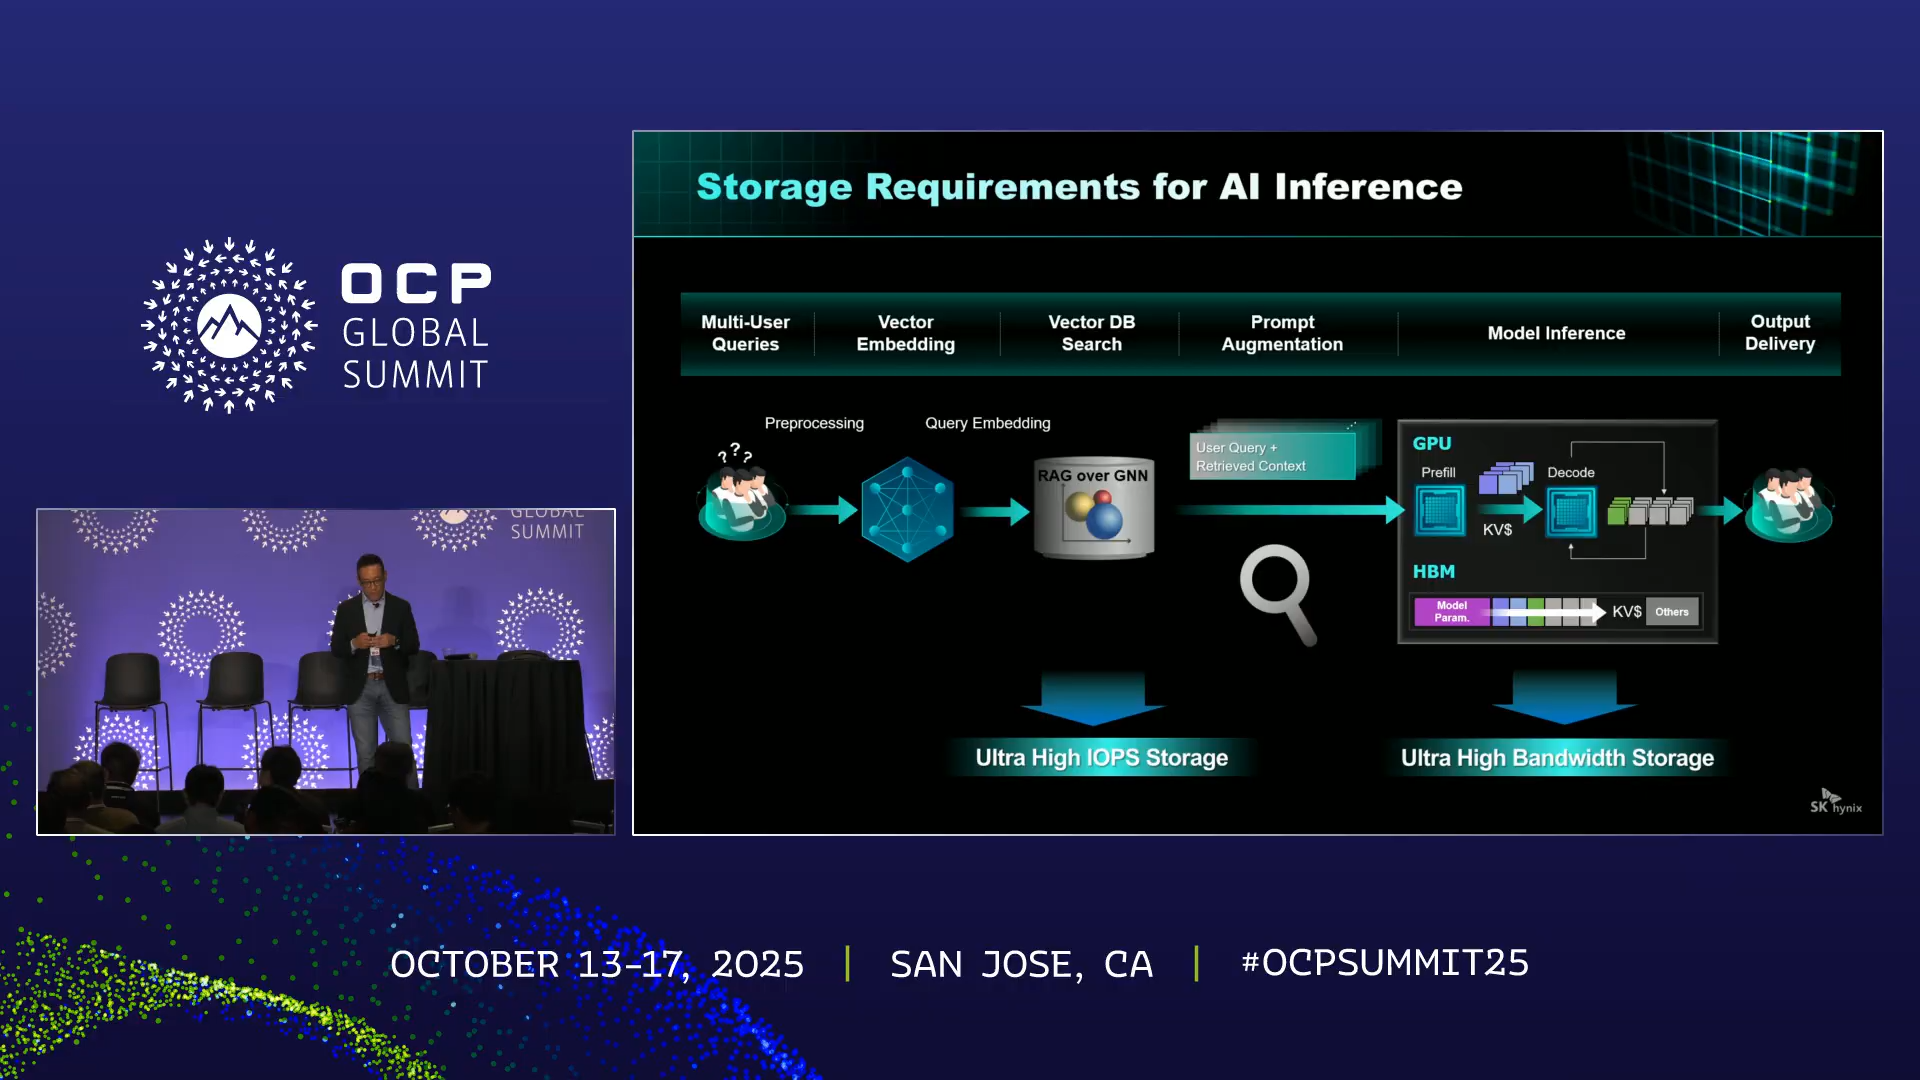 OCP
GLOBAL
SUMMIT
GLOBAL
SUMMIT
Storage Requirements for AI Inference
Multi-User
Queries
Vector
Embedding
Vector DB
Search
Prompt
Augmentation
Model Inference
Output
Delivery
Preprocessing
Query Embedding
? ? ?
RAG over GNN
User Query +
Retrieved Context
GPU
Prefill
Decode
KV$
HBM
Model
Param.
KV$
Others
Ultra High IOPS Storage
Ultra High Bandwidth Storage
SK hynix
OCTOBER 13-17, 2025 | SAN JOSE, CA | #OCPSUMMIT25